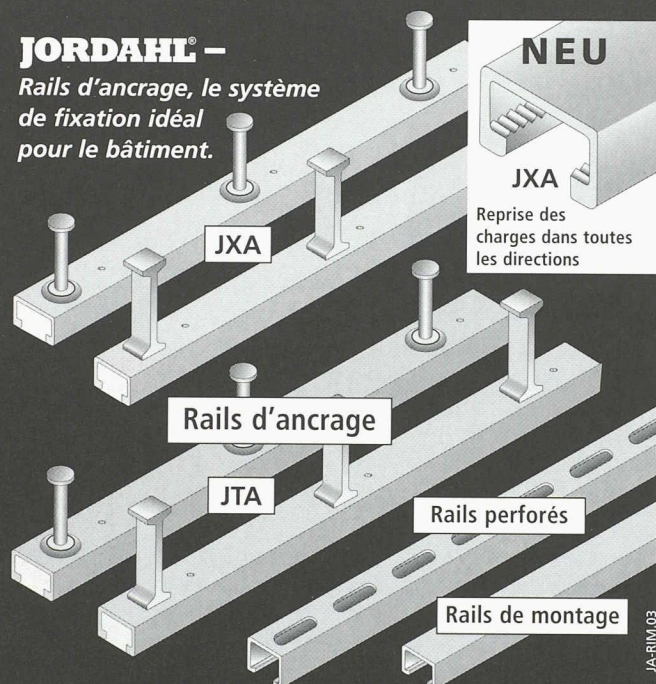 JORDAHL® –
Rails d'ancrage, le système
de fixation idéal
pour le bâtiment.
NEU
JXA
Reprise des
charges dans toutes
les directions
JXA
Rails d'ancrage
JTA
Rails perforés
Rails de montage
JA-RIM.03